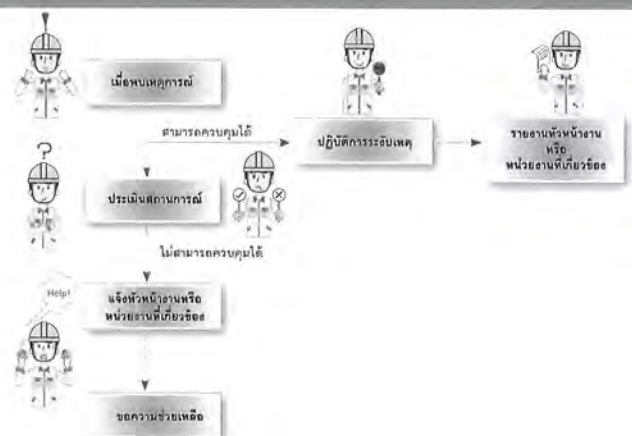 !
เมื่อพบเหตุการณ์
สามารถควบคุมได้
ปฏิบัติการระงับเหตุ
รายงานหัวหน้างาน
หรือ
หน่วยงานที่เกี่ยวข้อง
?
ประเมินสถานการณ์
ไม่สามารถควบคุมได้
Help!
แจ้งหัวหน้างานหรือ
หน่วยงานที่เกี่ยวข้อง
ขอความช่วยเหลือ